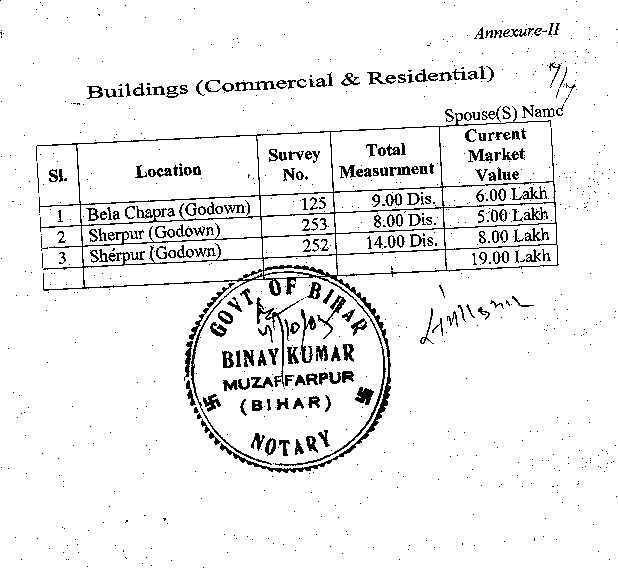 Annexure-II
Buildings (Commercial & Residential)
Spouse(S) Name
Sl. Location Survey No. Total Measurment Current Market Value
1 Bela Chapra (Godown) 125 9.00 Dis. 6.00 Lakh
2 Sherpur (Godown) 253 8.00 Dis. 5.00 Lakh
3 Sherpur (Godown) 252 14.00 Dis. 8.00 Lakh
19.00 Lakh
GOVT. OF BIHAR
BINAY KUMAR
MUZAFFARPUR
(BIHAR)
NOTARY